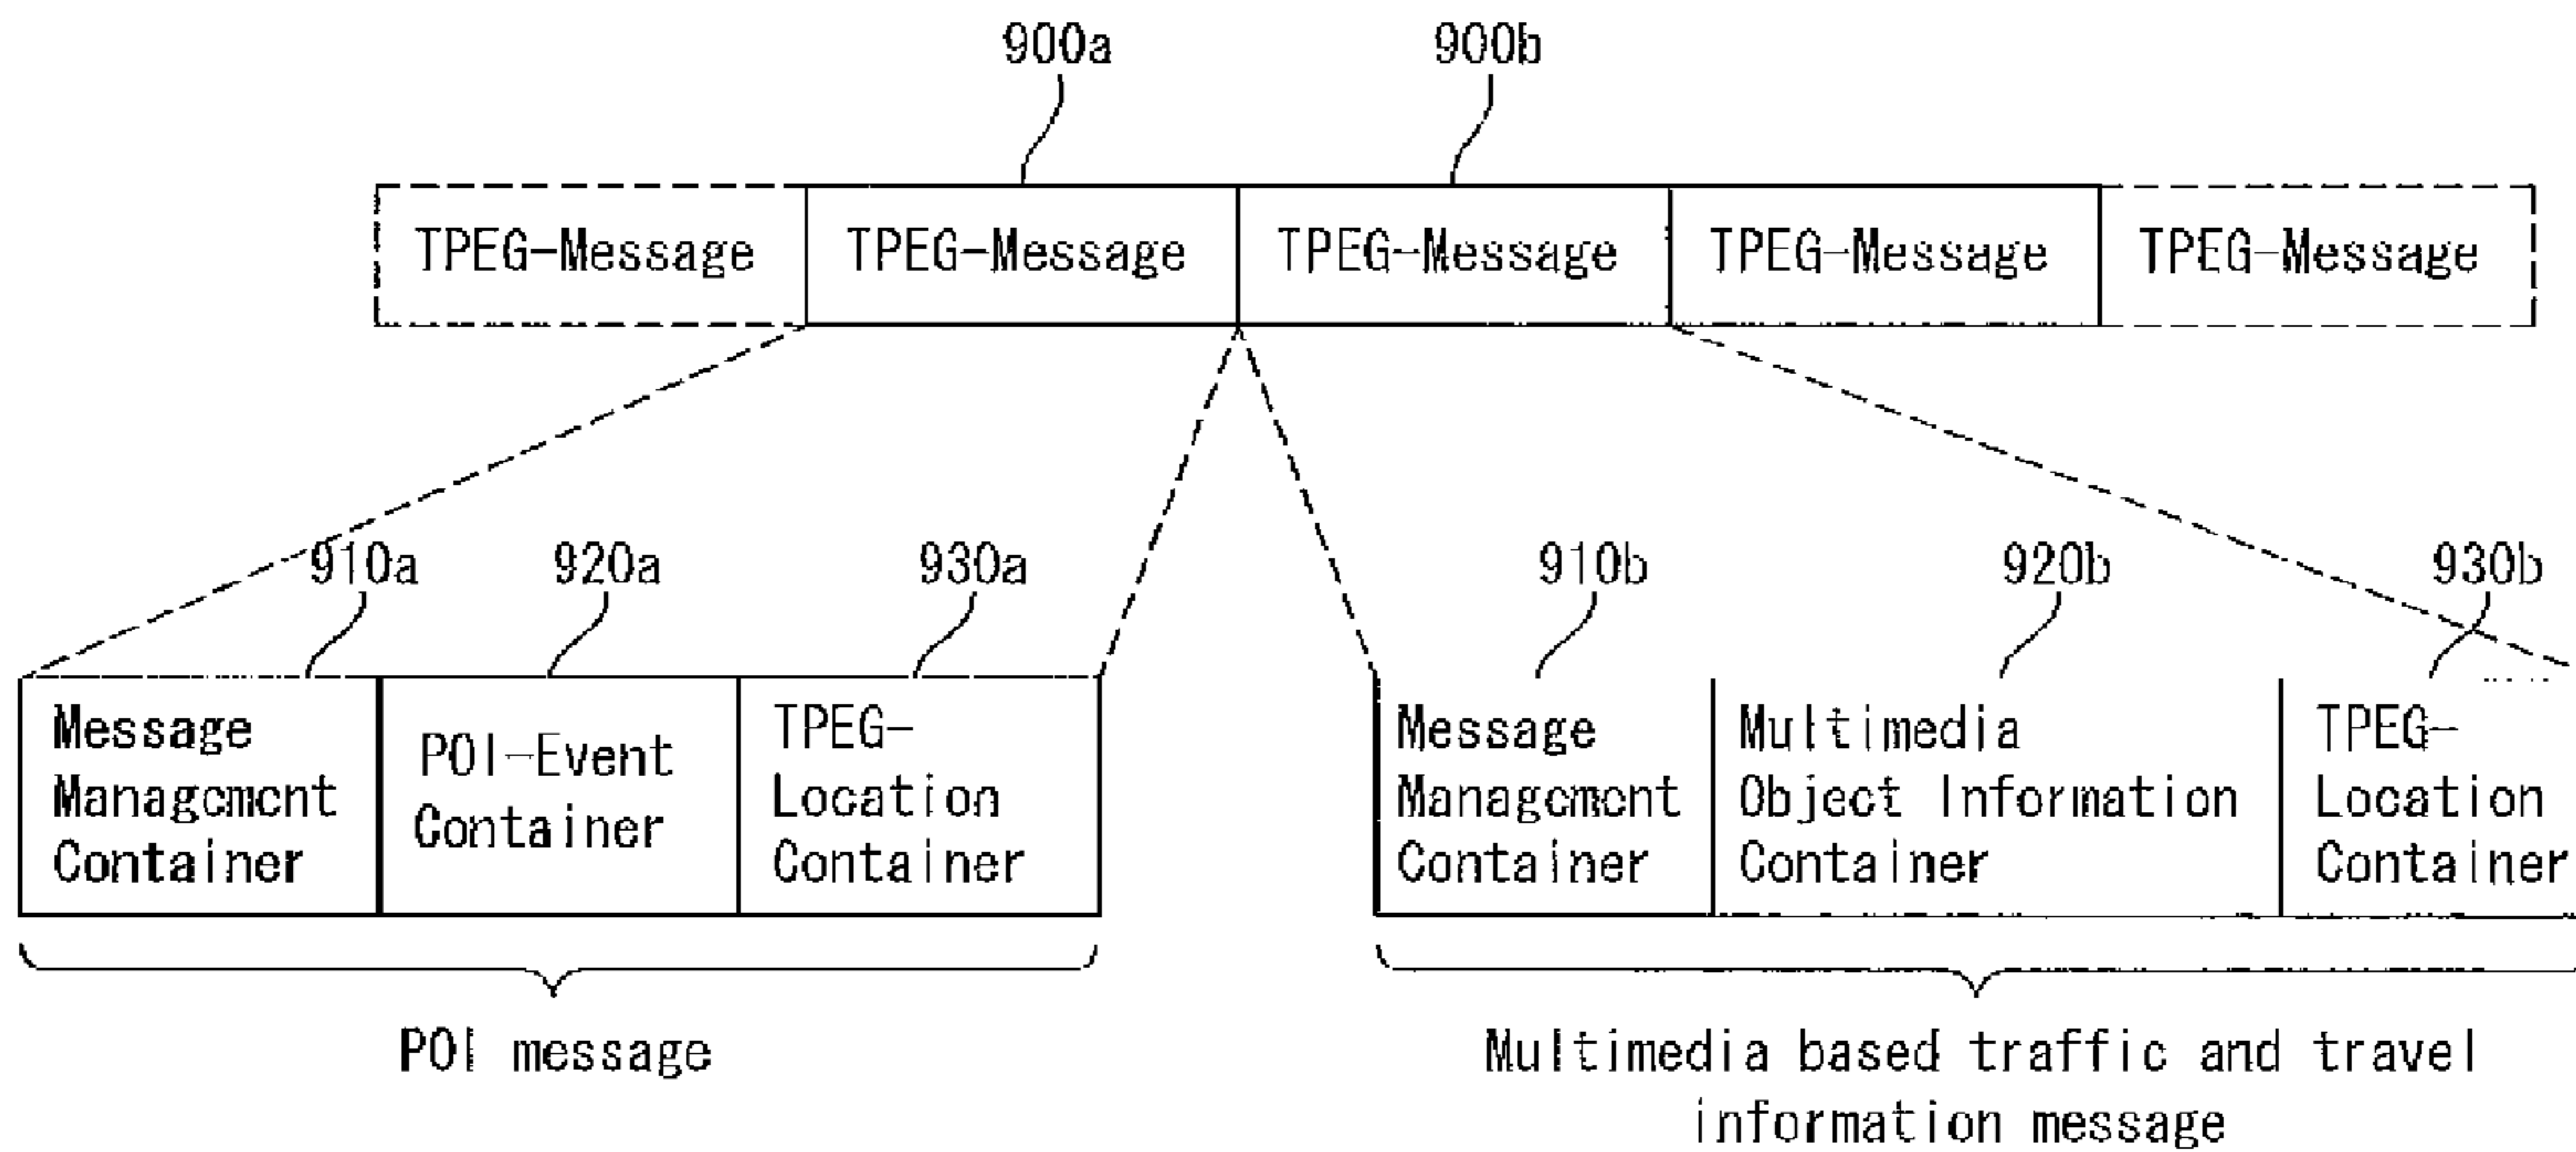 900a 900b
TPEG-Message TPEG-Message TPEG-Message TPEG-Message TPEG-Message
910a 920a 930a 910b 920b 930b
Message
Management
Container
POI-Event
Container
TPEG-
Location
Container
Message
Management
Container
Multimedia
Object Information
Container
TPEG-
Location
Container
POI message
Multimedia based traffic and travel
information message